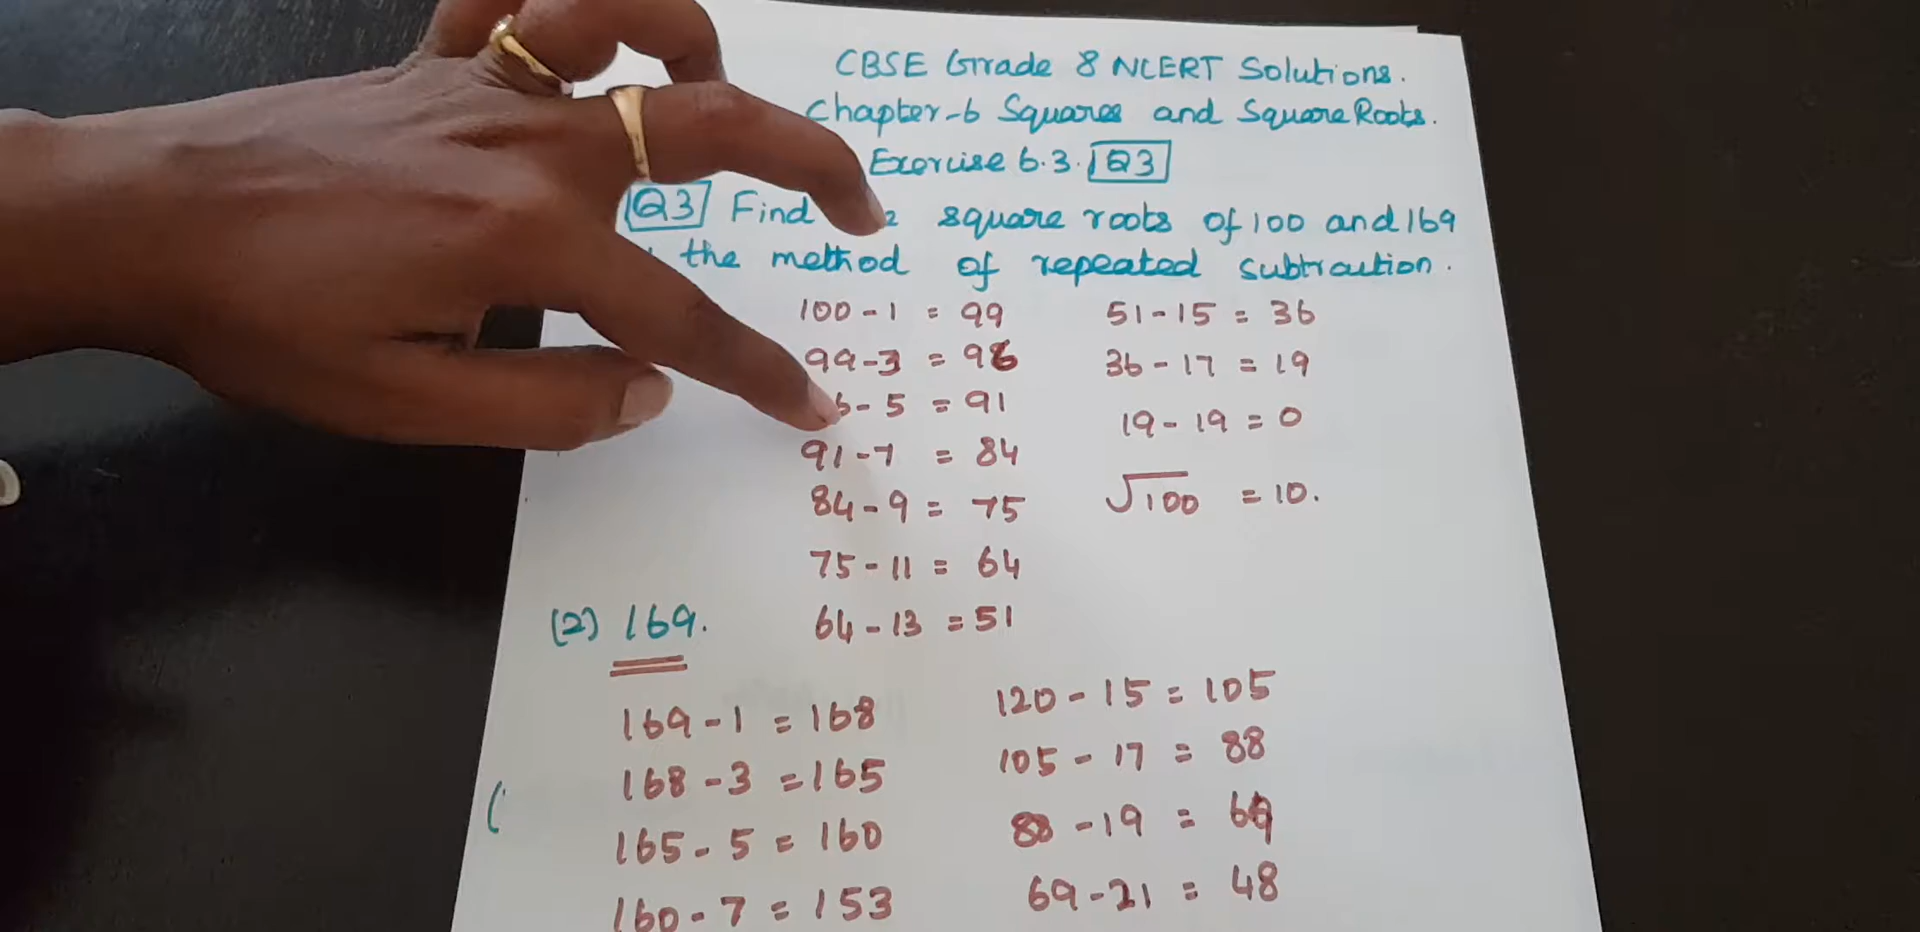 CBSE Grade 8 NCERT Solutions.
Chapter-6 Squares and Square Roots.
Exercise 6.3. Q3
Q3 Find square roots of 100 and 169
the method of repeated subtraction.
100 - 1 = 99
99 - 3 = 96
6 - 5 = 91
91 - 7 = 84
84 - 9 = 75
75 - 11 = 64
64 - 13 = 51
51 - 15 = 36
36 - 17 = 19
19 - 19 = 0
√100 = 10.
(2) 169.
169 - 1 = 168
168 - 3 = 165
165 - 5 = 160
160 - 7 = 153
120 - 15 = 105
105 - 17 = 88
88 - 19 = 69
69 - 21 = 48
(